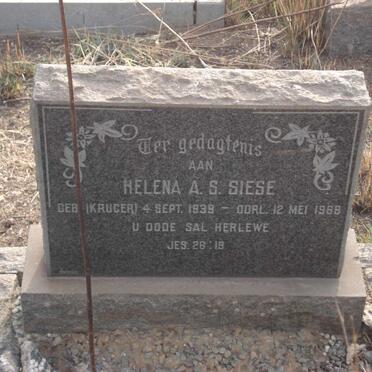 Ter gedagtenis
AAN
HELENA A. S. SIESE
GEB (KRUGER) 4 SEPT. 1939 - OORL. 12 MEI 1968
U DODE SAL HERLEWE
JES. 26:19